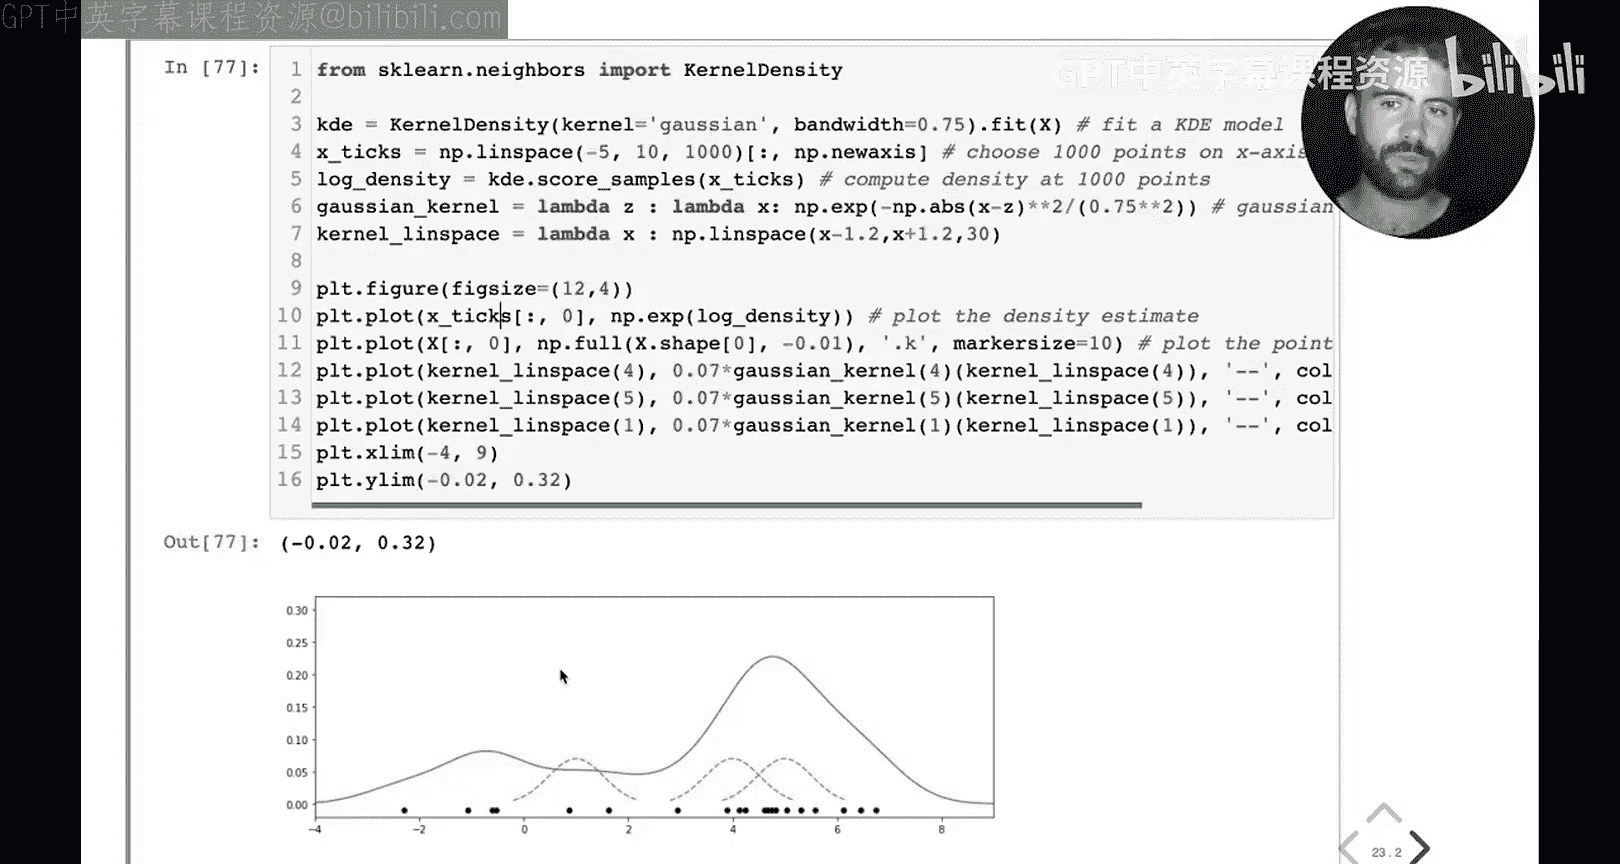 GPT中英字幕课程资源@bilibili.com
GPT中英字幕课程资源 bilibili
In [77]:
1 from sklearn.neighbors import KernelDensity
2
3 kde = KernelDensity(kernel='gaussian', bandwidth=0.75).fit(X) # fit a KDE model
4 x_ticks = np.linspace(-5, 10, 1000)[:, np.newaxis] # choose 1000 points on x-axis
5 log_density = kde.score_samples(x_ticks) # compute density at 1000 points
6 gaussian_kernel = lambda z : lambda x: np.exp(-np.abs(x-z)**2/(0.75**2)) # gaussian
7 kernel_linspace = lambda x : np.linspace(x-1.2,x+1.2,30)
8
9 plt.figure(figsize=(12,4))
10 plt.plot(x_ticks[:, 0], np.exp(log_density)) # plot the density estimate
11 plt.plot(X[:, 0], np.full(X.shape[0], -0.01), '.k', markersize=10) # plot the point
12 plt.plot(kernel_linspace(4), 0.07*gaussian_kernel(4)(kernel_linspace(4)), '--', col
13 plt.plot(kernel_linspace(5), 0.07*gaussian_kernel(5)(kernel_linspace(5)), '--', col
14 plt.plot(kernel_linspace(1), 0.07*gaussian_kernel(1)(kernel_linspace(1)), '--', col
15 plt.xlim(-4, 9)
16 plt.ylim(-0.02, 0.32)
Out[77]: (-0.02, 0.32)
0.30
0.25
0.20
0.15
0.10
0.05
0.00
-4 -2 0 2 4 6 8
23.2